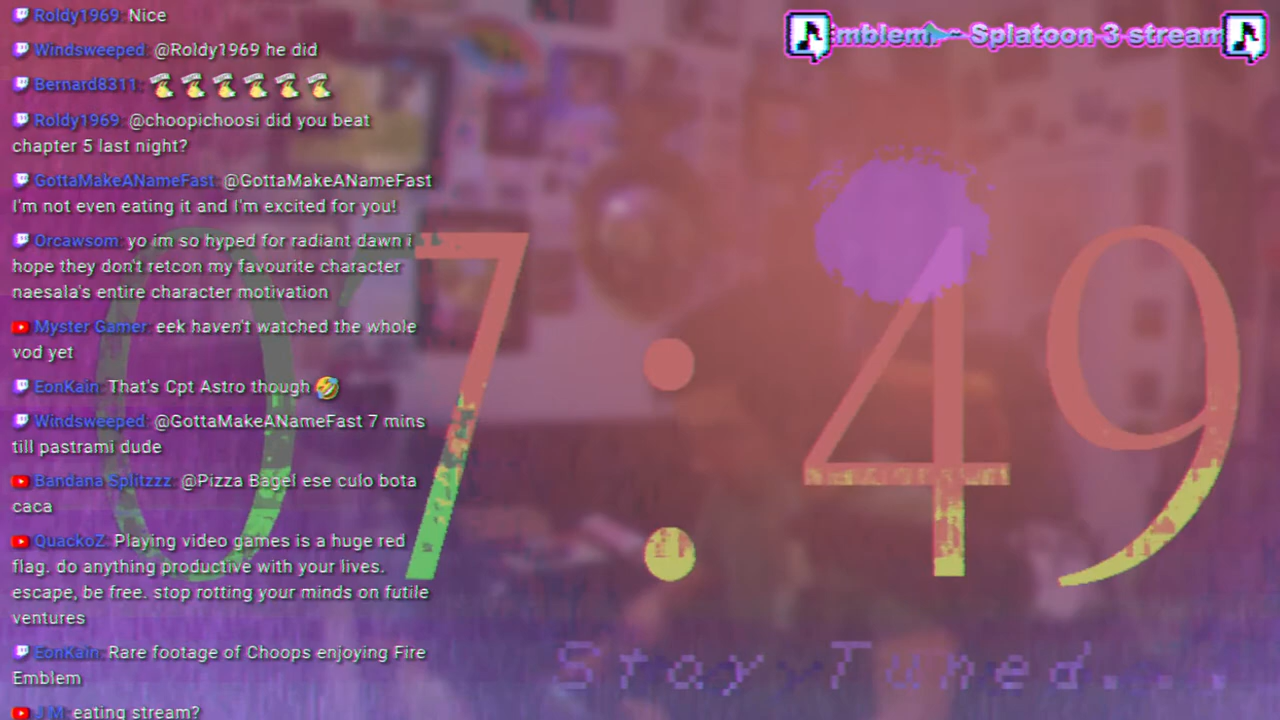 Roldy1969: Nice
Windsweeped: @Roldy1969 he did
Bernard8311:
Roldy1969: @choopichoosi did you beat
chapter 5 last night?
GottaMakeANameFast: @GottaMakeANameFast
I'm not even eating it and I'm excited for you!
Orcawsom: yo im so hyped for radiant dawn i
hope they don't retcon my favourite character
naesala's entire character motivation
Myster Gamer: eek haven't watched the whole
vod yet
EonKain: That's Cpt Astro though 🤣
Windsweeped: @GottaMakeANameFast 7 mins
till pastrami dude
Bandana Splitzzz: @Pizza Bagel ese culo bota
caca
QuackoZ: Playing video games is a huge red
flag. do anything productive with your lives.
escape, be free. stop rotting your minds on futile
ventures
EonKain: Rare footage of Choops enjoying Fire
Emblem
J M: eating stream?
mblem ~ Splatoon 3 stream
07:49
Stay Tuned...